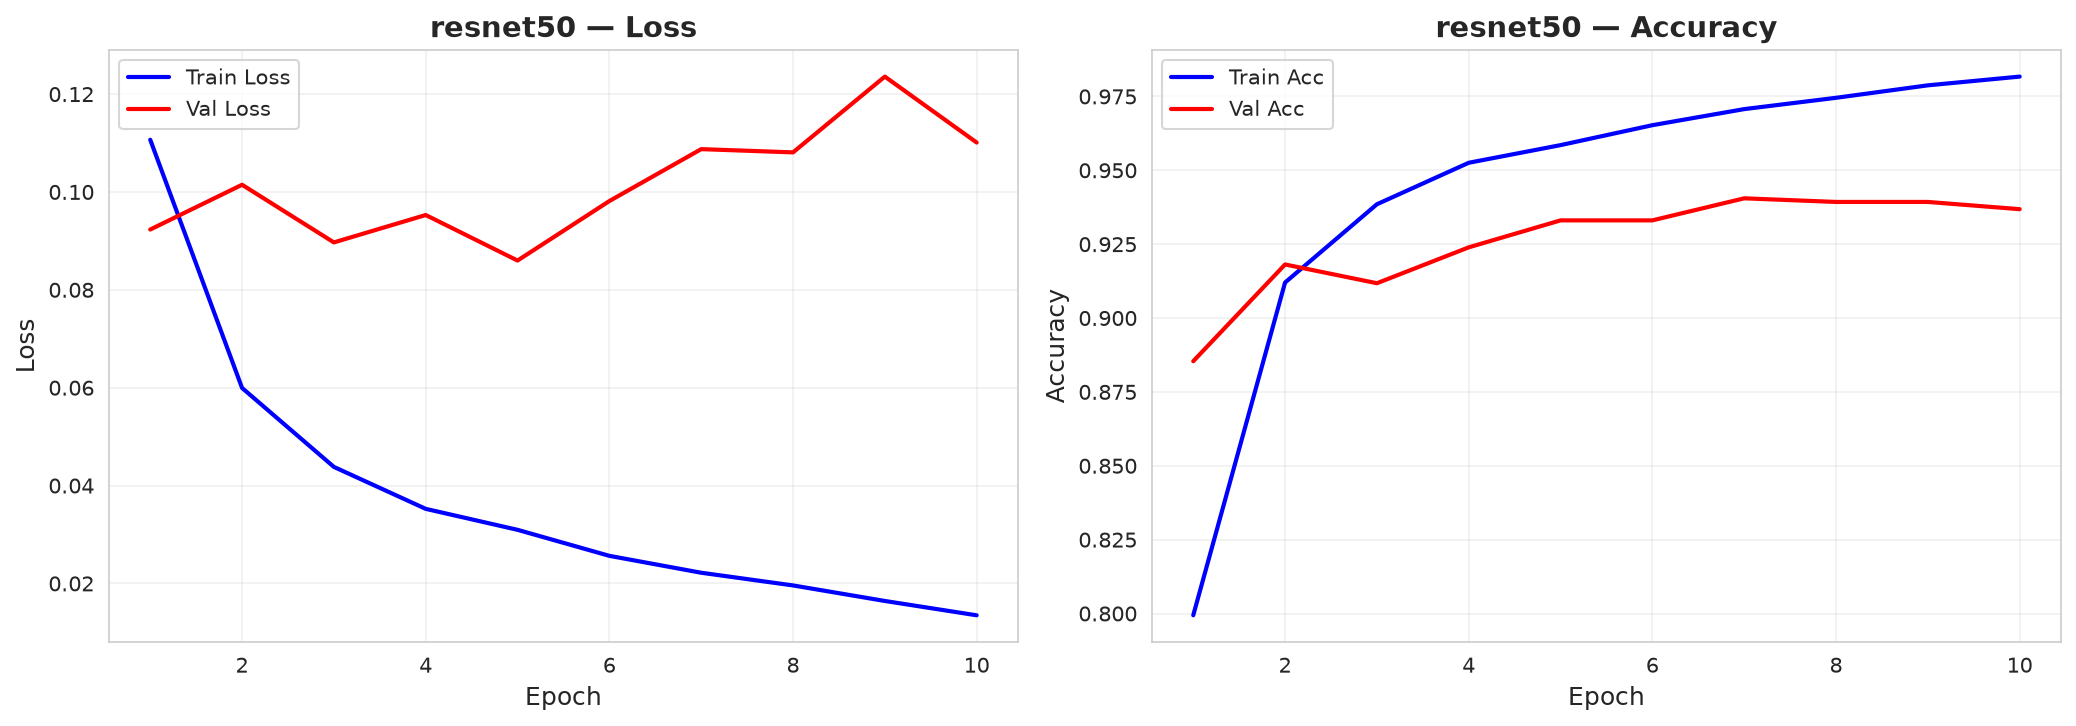 resnet50 — Loss
Train Loss
Val Loss
0.12
0.10
0.08
0.06
0.04
0.02
Loss
2 4 6 8 10
Epoch
resnet50 — Accuracy
Train Acc
Val Acc
0.975
0.950
0.925
0.900
0.875
0.850
0.825
0.800
Accuracy
2 4 6 8 10
Epoch